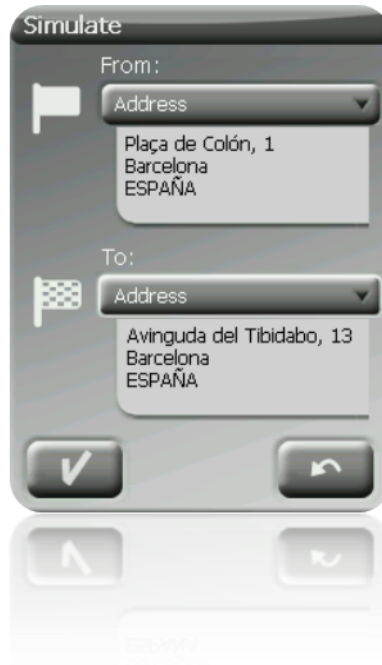 Simulate
From:
Address
Plaça de Colón, 1
Barcelona
ESPAÑA
To:
Address
Avinguda del Tibidabo, 13
Barcelona
ESPAÑA